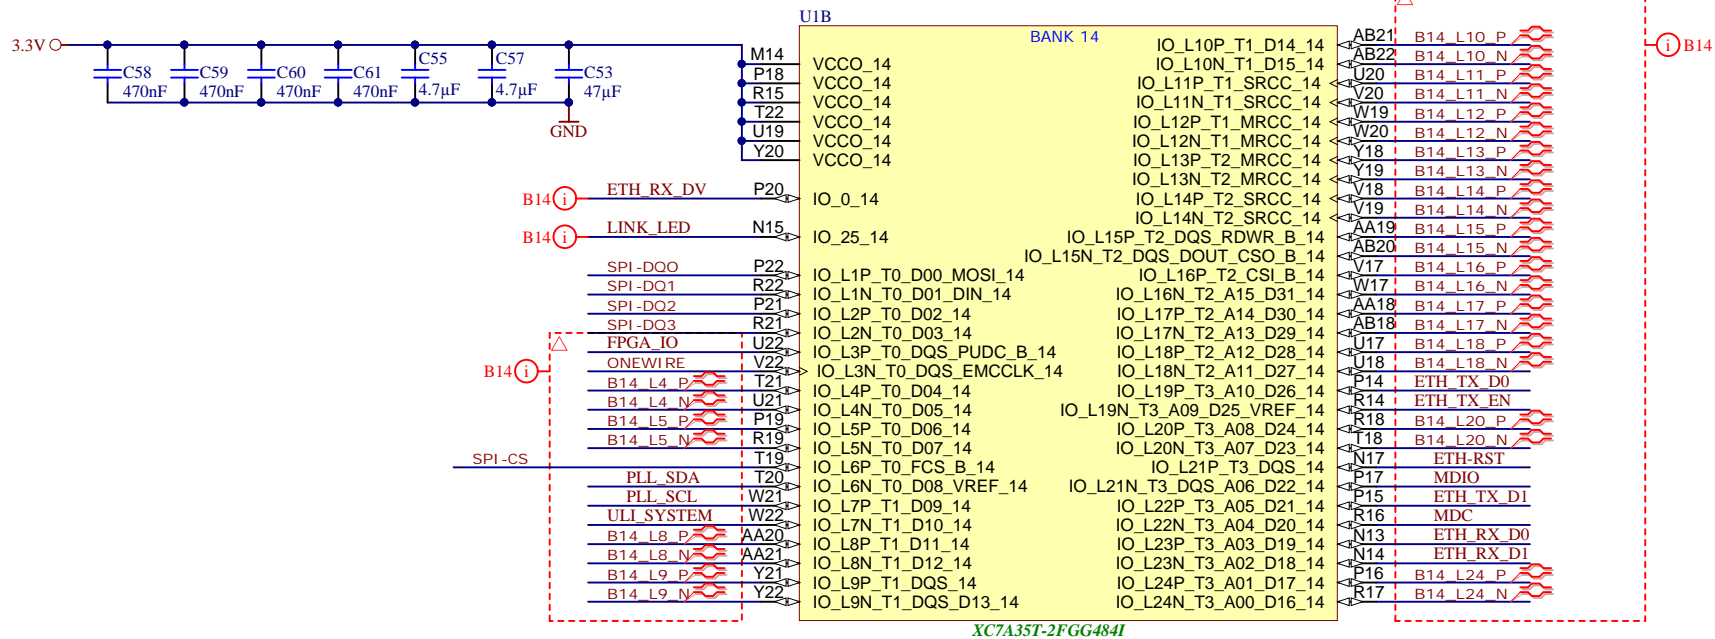 U1B
BANK 14
3.3V
C58 470nF
C59 470nF
C60 470nF
C61 470nF
C55 4.7µF
C57 4.7µF
C53 47µF
GND
M14 VCCO_14
P18 VCCO_14
R15 VCCO_14
T22 VCCO_14
U19 VCCO_14
Y20 VCCO_14
B14 i ETH_RX_DV P20 IO_0_14
B14 i LINK_LED N15 IO_25_14
SPI-DQ0 P22 IO_L1P_T0_D00_MOSI_14
SPI-DQ1 R22 IO_L1N_T0_D01_DIN_14
SPI-DQ2 P21 IO_L2P_T0_D02_14
SPI-DQ3 R21 IO_L2N_T0_D03_14
FPGA_IO U22 IO_L3P_T0_DQS_PUDC_B_14
B14 i ONEWIRE V22 IO_L3N_T0_DQS_EMCCLK_14
B14_L4_P T21 IO_L4P_T0_D04_14
B14_L4_N U21 IO_L4N_T0_D05_14
B14_L5_P P19 IO_L5P_T0_D06_14
B14_L5_N R19 IO_L5N_T0_D07_14
SPI-CS T19 IO_L6P_T0_FCS_B_14
PLL_SDA T20 IO_L6N_T0_D08_VREF_14
PLL_SCL W21 IO_L7P_T1_D09_14
ULI_SYSTEM W22 IO_L7N_T1_D10_14
B14_L8_P AA20 IO_L8P_T1_D11_14
B14_L8_N AA21 IO_L8N_T1_D12_14
B14_L9_P Y21 IO_L9P_T1_DQS_14
B14_L9_N Y22 IO_L9N_T1_DQS_D13_14
IO_L10P_T1_D14_14 AB21 B14_L10_P i B14
IO_L10N_T1_D15_14 AB22 B14_L10_N
IO_L11P_T1_SRCC_14 U20 B14_L11_P
IO_L11N_T1_SRCC_14 V20 B14_L11_N
IO_L12P_T1_MRCC_14 W19 B14_L12_P
IO_L12N_T1_MRCC_14 W20 B14_L12_N
IO_L13P_T2_MRCC_14 Y18 B14_L13_P
IO_L13N_T2_MRCC_14 Y19 B14_L13_N
IO_L14P_T2_SRCC_14 V18 B14_L14_P
IO_L14N_T2_SRCC_14 V19 B14_L14_N
IO_L15P_T2_DQS_RDWR_B_14 AA19 B14_L15_P
IO_L15N_T2_DQS_DOUT_CSO_B_14 AB20 B14_L15_N
IO_L16P_T2_CSI_B_14 V17 B14_L16_P
IO_L16N_T2_A15_D31_14 W17 B14_L16_N
IO_L17P_T2_A14_D30_14 AA18 B14_L17_P
IO_L17N_T2_A13_D29_14 AB18 B14_L17_N
IO_L18P_T2_A12_D28_14 U17 B14_L18_P
IO_L18N_T2_A11_D27_14 U18 B14_L18_N
IO_L19P_T3_A10_D26_14 P14 ETH_TX_D0
IO_L19N_T3_A09_D25_VREF_14 R14 ETH_TX_EN
IO_L20P_T3_A08_D24_14 R18 B14_L20_P
IO_L20N_T3_A07_D23_14 T18 B14_L20_N
IO_L21P_T3_DQS_14 N17 ETH-RST
IO_L21N_T3_DQS_A06_D22_14 P17 MDIO
IO_L22P_T3_A05_D21_14 P15 ETH_TX_D1
IO_L22N_T3_A04_D20_14 R16 MDC
IO_L23P_T3_A03_D19_14 N13 ETH_RX_D0
IO_L23N_T3_A02_D18_14 N14 ETH_RX_D1
IO_L24P_T3_A01_D17_14 P16 B14_L24_P
IO_L24N_T3_A00_D16_14 R17 B14_L24_N
XC7A35T-2FGG484I